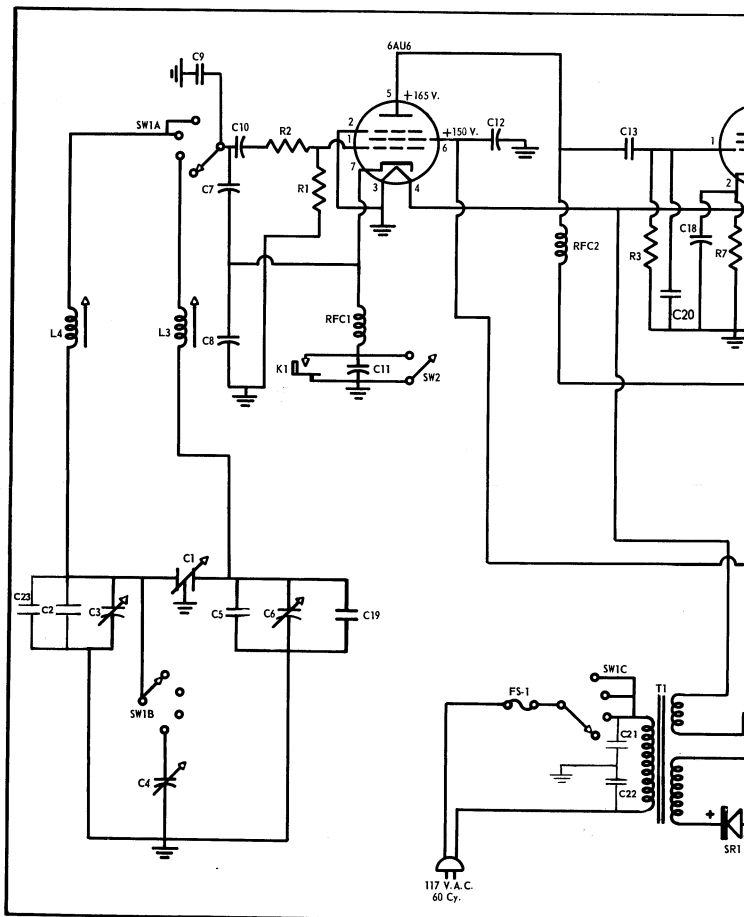 6AU6
C9
5
+165 V.
SW1A
C10
R2
2
1
+150 V.
6
C12
C13
1
7
3
4
C7
R1
2
C18
R7
R3
RFC2
C20
L4
L3
RFC1
C8
K1
C11
SW2
C1
C23
C2
C3
C5
C6
C19
SW1B
C4
SW1C
FS-1
T1
C21
C22
+
SR1
117 V.A.C.
60 Cy.